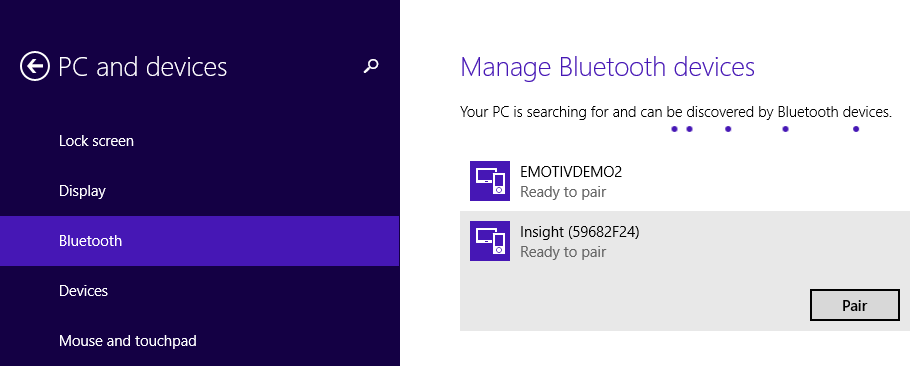 PC and devices
Lock screen
Display
Bluetooth
Devices
Mouse and touchpad
Manage Bluetooth devices
Your PC is searching for and can be discovered by Bluetooth devices.
EMOTIVDEMO2
Ready to pair
Insight (59682F24)
Ready to pair
Pair